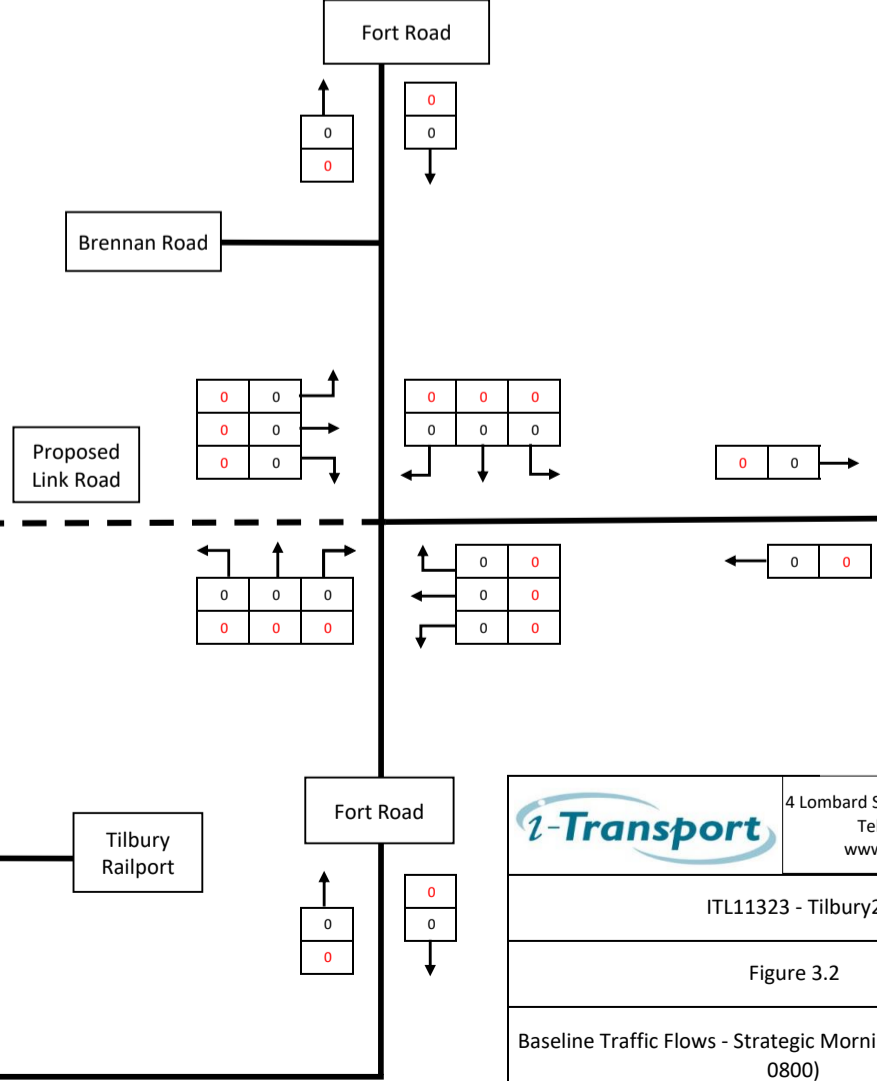 Fort Road
0
0
0
0
Brennan Road
0 0
0 0
0 0
0 0 0
0 0 0
Proposed
Link Road
0 0
0 0 0
0 0 0
0 0
0 0
0 0
0 0
Fort Road
Tilbury
Railport
0
0
0
0
i-Transport
4 Lombard S
Tel
www
ITL11323 - Tilbury2
Figure 3.2
Baseline Traffic Flows - Strategic Morni
0800)